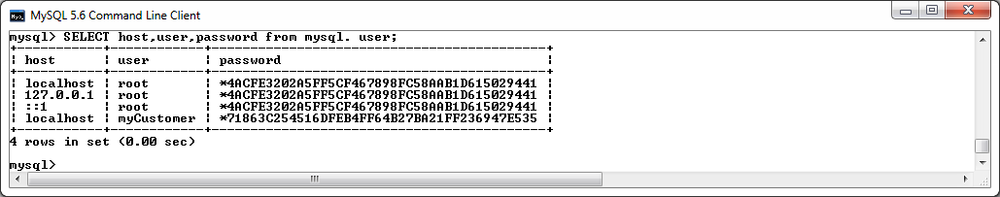 MySQL 5.6 Command Line Client
mysql> SELECT host,user,password from mysql. user;
+-----------+------------+-------------------------------------------+
| host      | user       | password                                  |
+-----------+------------+-------------------------------------------+
| localhost | root       | *4ACFE3202A5FF5CF467898FC58AAB1D615029441 |
| 127.0.0.1 | root       | *4ACFE3202A5FF5CF467898FC58AAB1D615029441 |
| ::1       | root       | *4ACFE3202A5FF5CF467898FC58AAB1D615029441 |
| localhost | myCustomer | *71863C254516DFEB4FF64B27BA21FF236947E535 |
+-----------+------------+-------------------------------------------+
4 rows in set (0.00 sec)
mysql>